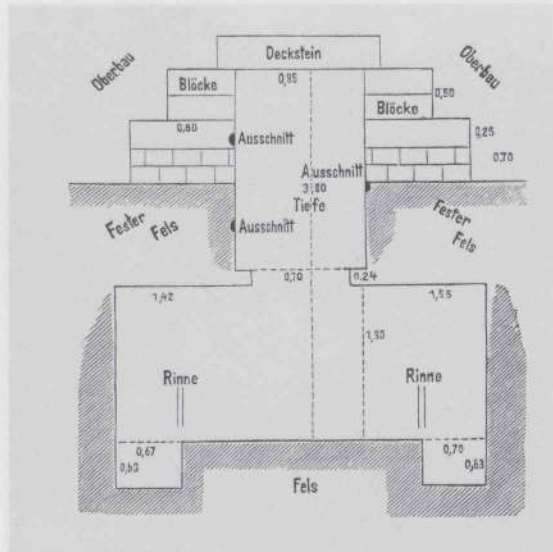 Deckstein
Oberbau
Oberbau
0,85
Blöcke
0,50
Blöcke
0,80
0,25
Ausschnitt
0,70
Ausschnitt
3,80
Tiefe
Fester
Fels
Ausschnitt
Fester
Fels
0,70
0,24
1,42
1,55
1,30
Rinne
Rinne
0,67
0,70
0,63
0,63
Fels